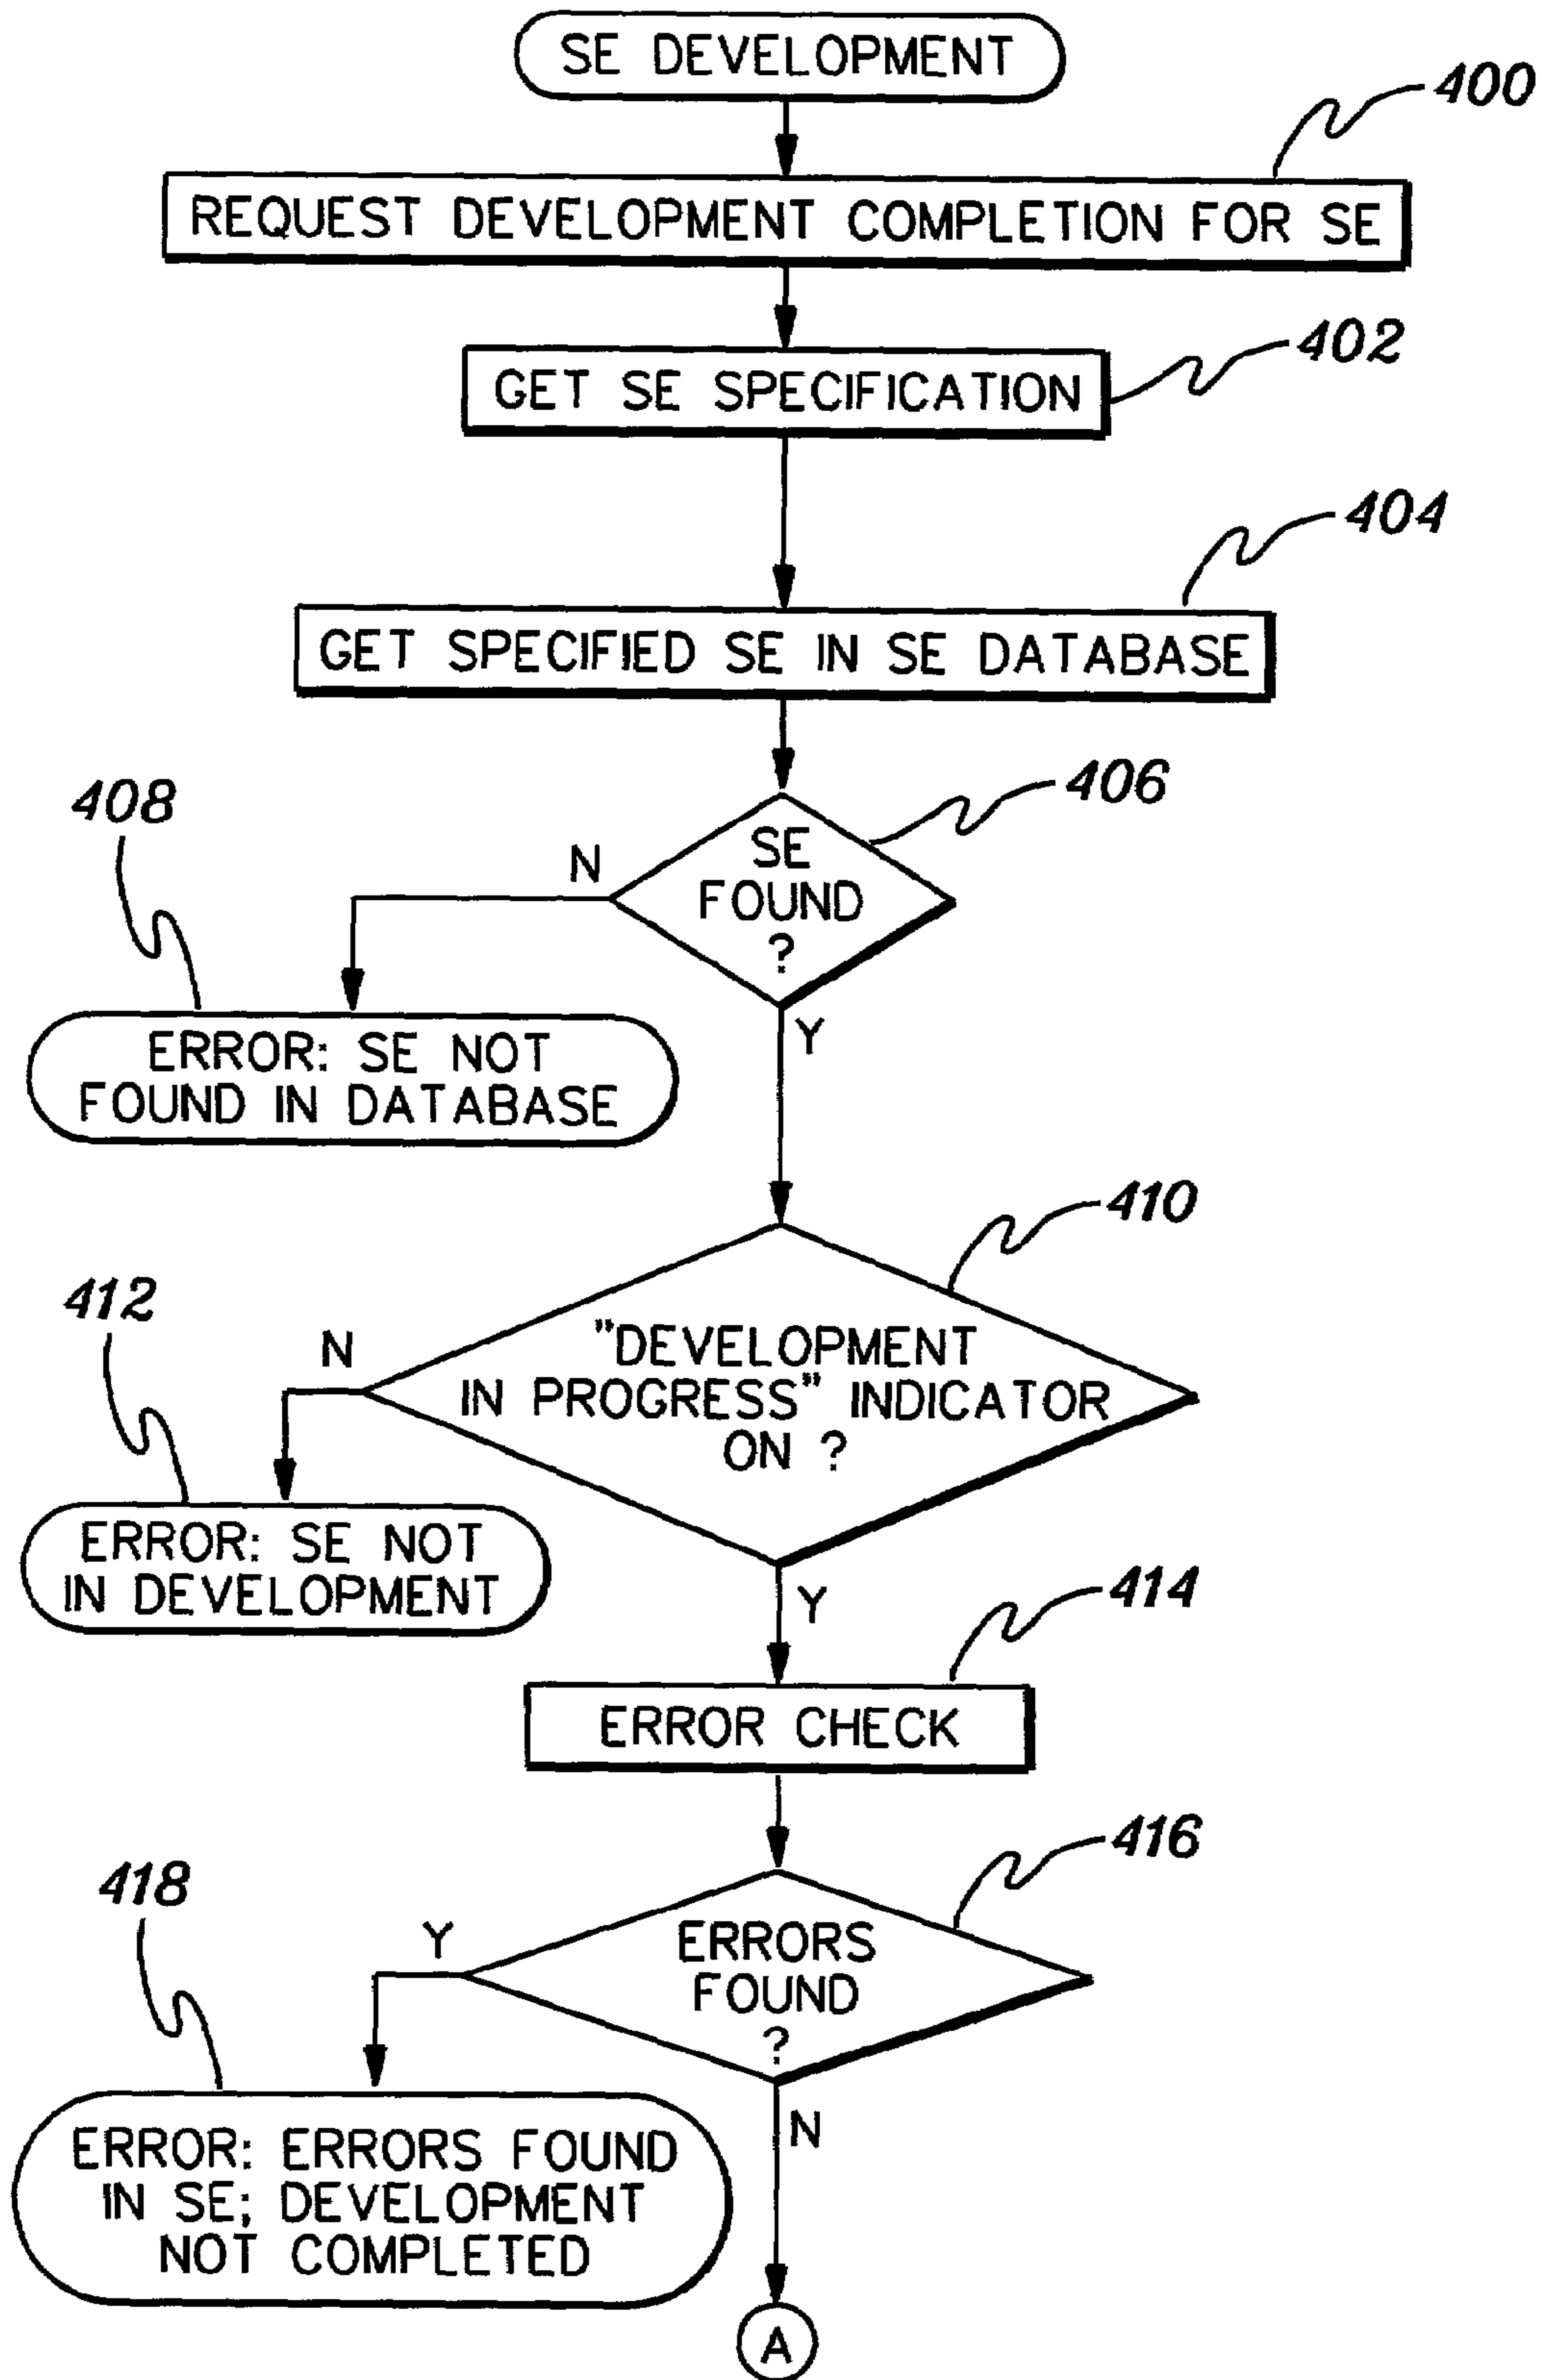 SE DEVELOPMENT
400
REQUEST DEVELOPMENT COMPLETION FOR SE
402
GET SE SPECIFICATION
404
GET SPECIFIED SE IN SE DATABASE
406
408
SE
FOUND
?
N
Y
ERROR: SE NOT
FOUND IN DATABASE
410
412
"DEVELOPMENT
IN PROGRESS" INDICATOR
ON ?
N
Y
ERROR: SE NOT
IN DEVELOPMENT
414
ERROR CHECK
416
418
ERRORS
FOUND
?
Y
N
ERROR: ERRORS FOUND
IN SE; DEVELOPMENT
NOT COMPLETED
A